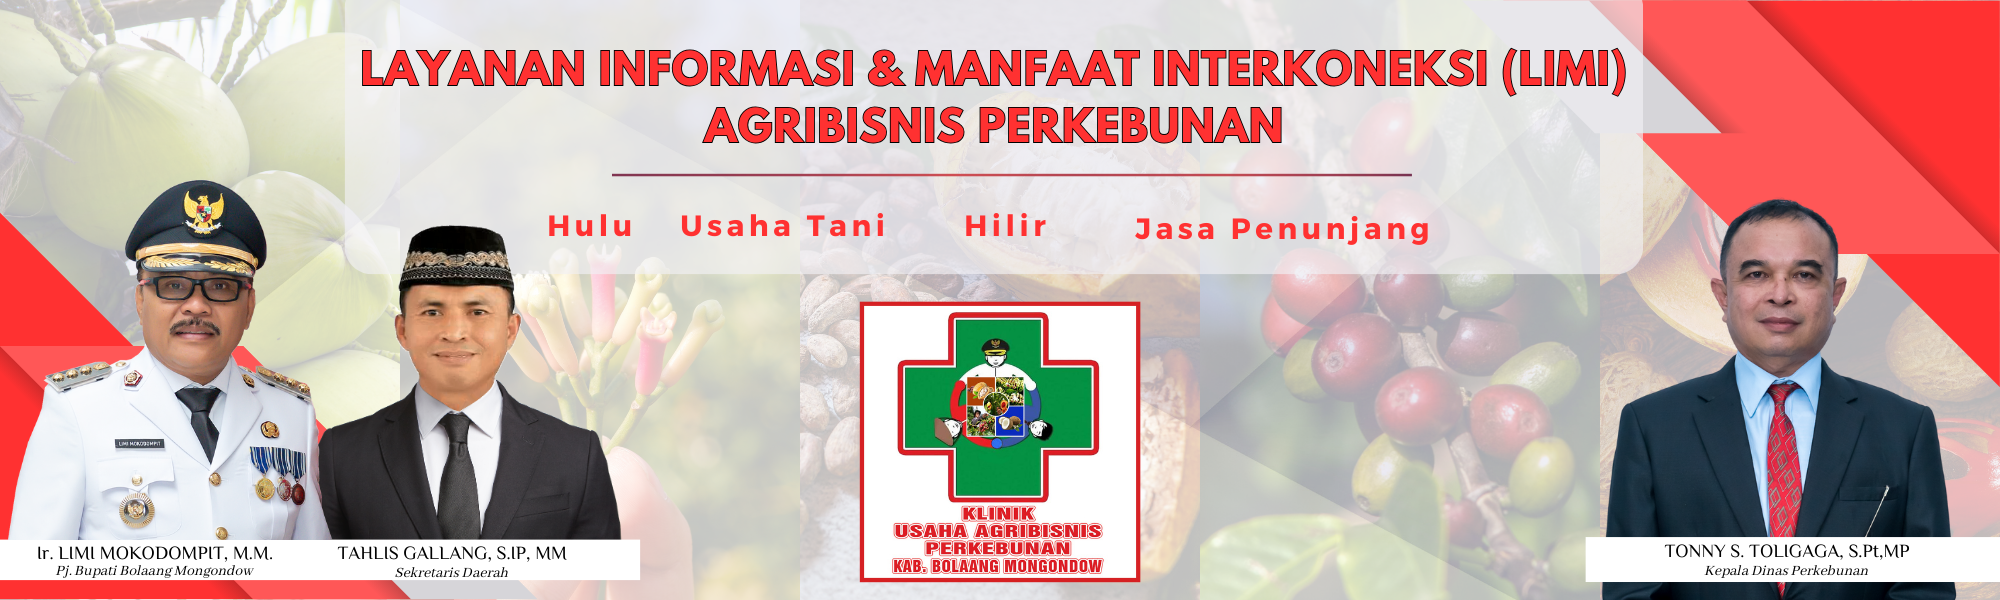 LAYANAN INFORMASI & MANFAAT INTERKONEKSI (LIMI)
AGRIBISNIS PERKEBUNAN
Hulu Usaha Tani Hilir Jasa Penunjang
LIMI MOKODOMPIT
KLINIK
USAHA AGRIBISNIS
PERKEBUNAN
KAB. BOLAANG MONGONDOW
Ir. LIMI MOKODOMPIT, M.M.
Pj. Bupati Bolaang Mongondow
TAHLIS GALLANG, S.IP, MM
Sekretaris Daerah
TONNY S. TOLIGAGA, S.Pt,MP
Kepala Dinas Perkebunan